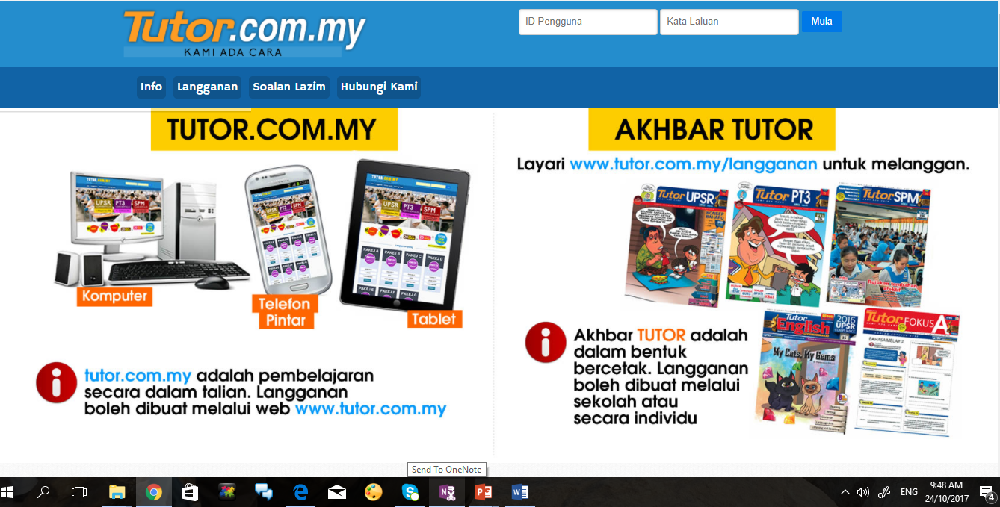 Tutor.com.my
KAMI ADA CARA
ID Pengguna
Kata Laluan
Mula
Info
Langganan
Soalan Lazim
Hubungi Kami
TUTOR.COM.MY
Komputer
Telefon
Pintar
Tablet
tutor.com.my adalah pembelajaran
secara dalam talian. Langganan
boleh dibuat melalui web www.tutor.com.my
AKHBAR TUTOR
Layari www.tutor.com.my/langganan untuk melanggan.
Tutor UPSR
Tutor PT3
Tutor SPM
Tutor
English
2016
UPSR
My Cats, My Gems
Tutor FOKUS A
BAHASA MELAYU
Akhbar TUTOR adalah
dalam bentuk
bercetak. Langganan
boleh dibuat melalui
sekolah atau
secara individu
Send To OneNote
ENG
9:48 AM
24/10/2017
4